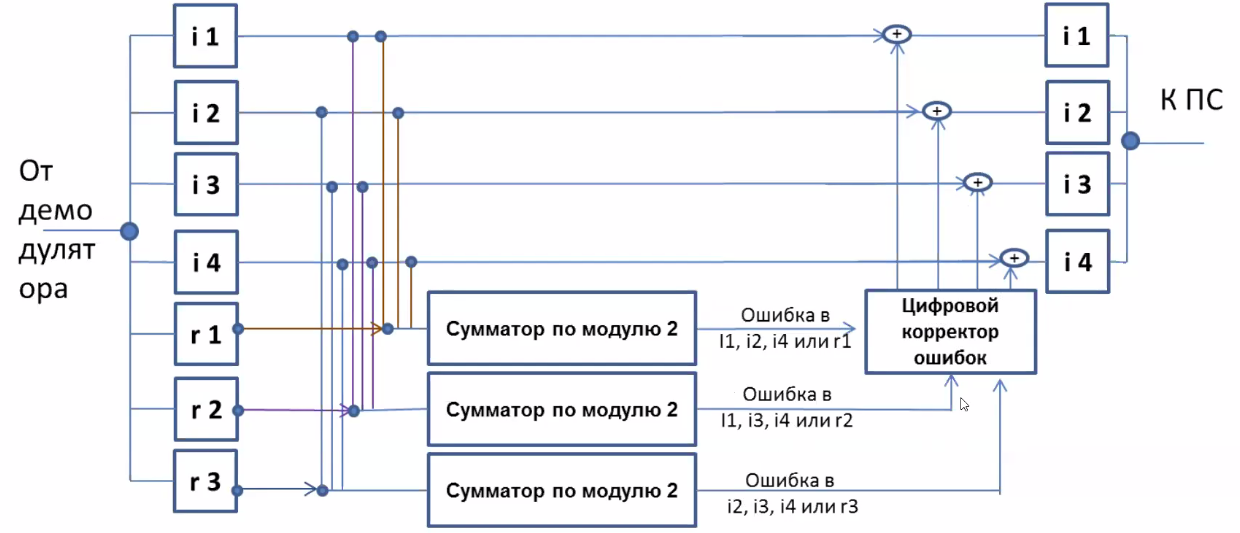 i 1
i 2
i 3
i 4
r 1
r 2
r 3
От
демо
дулят
ора
Сумматор по модулю 2
Сумматор по модулю 2
Сумматор по модулю 2
Ошибка в
I1, i2, i4 или r1
Ошибка в
I1, i3, i4 или r2
Ошибка в
i2, i3, i4 или r3
+
+
+
+
Цифровой
корректор
ошибок
i 1
i 2
i 3
i 4
К ПС